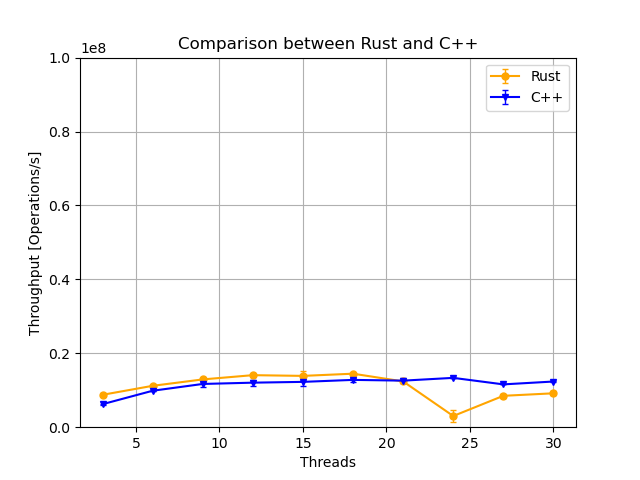 Comparison between Rust and C++
1e8
1.0
0.8
0.6
0.4
0.2
0.0
Throughput [Operations/s]
Rust
C++
5
10
15
20
25
30
Threads